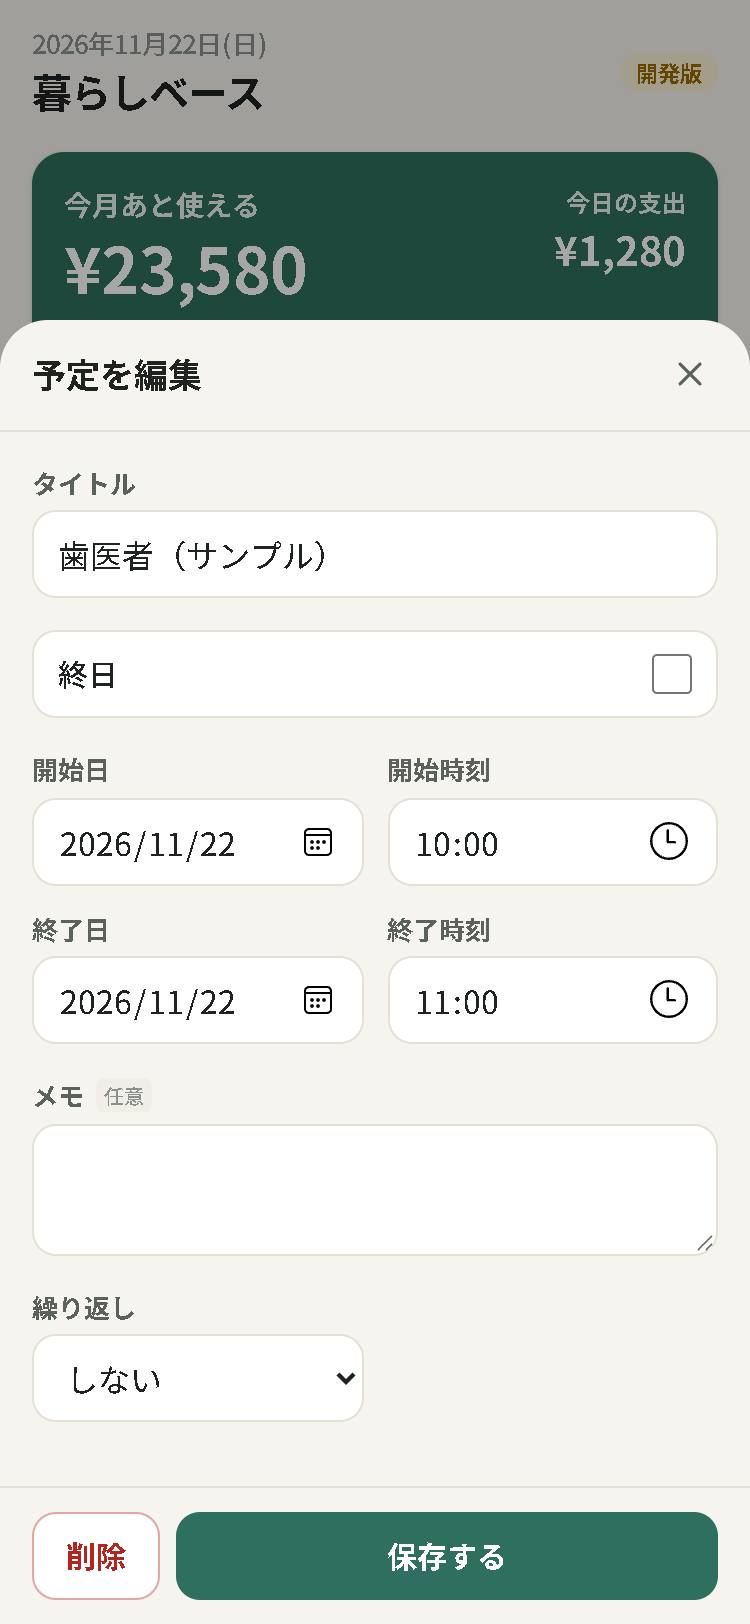 2026年11月22日(日)
暮らしベース
開発版
今月あと使える
¥23,580
今日の支出
¥1,280
予定を編集
タイトル
歯医者（サンプル）
終日
開始日
開始時刻
2026/11/22
10:00
終了日
終了時刻
2026/11/22
11:00
メモ 任意
繰り返し
しない
削除
保存する